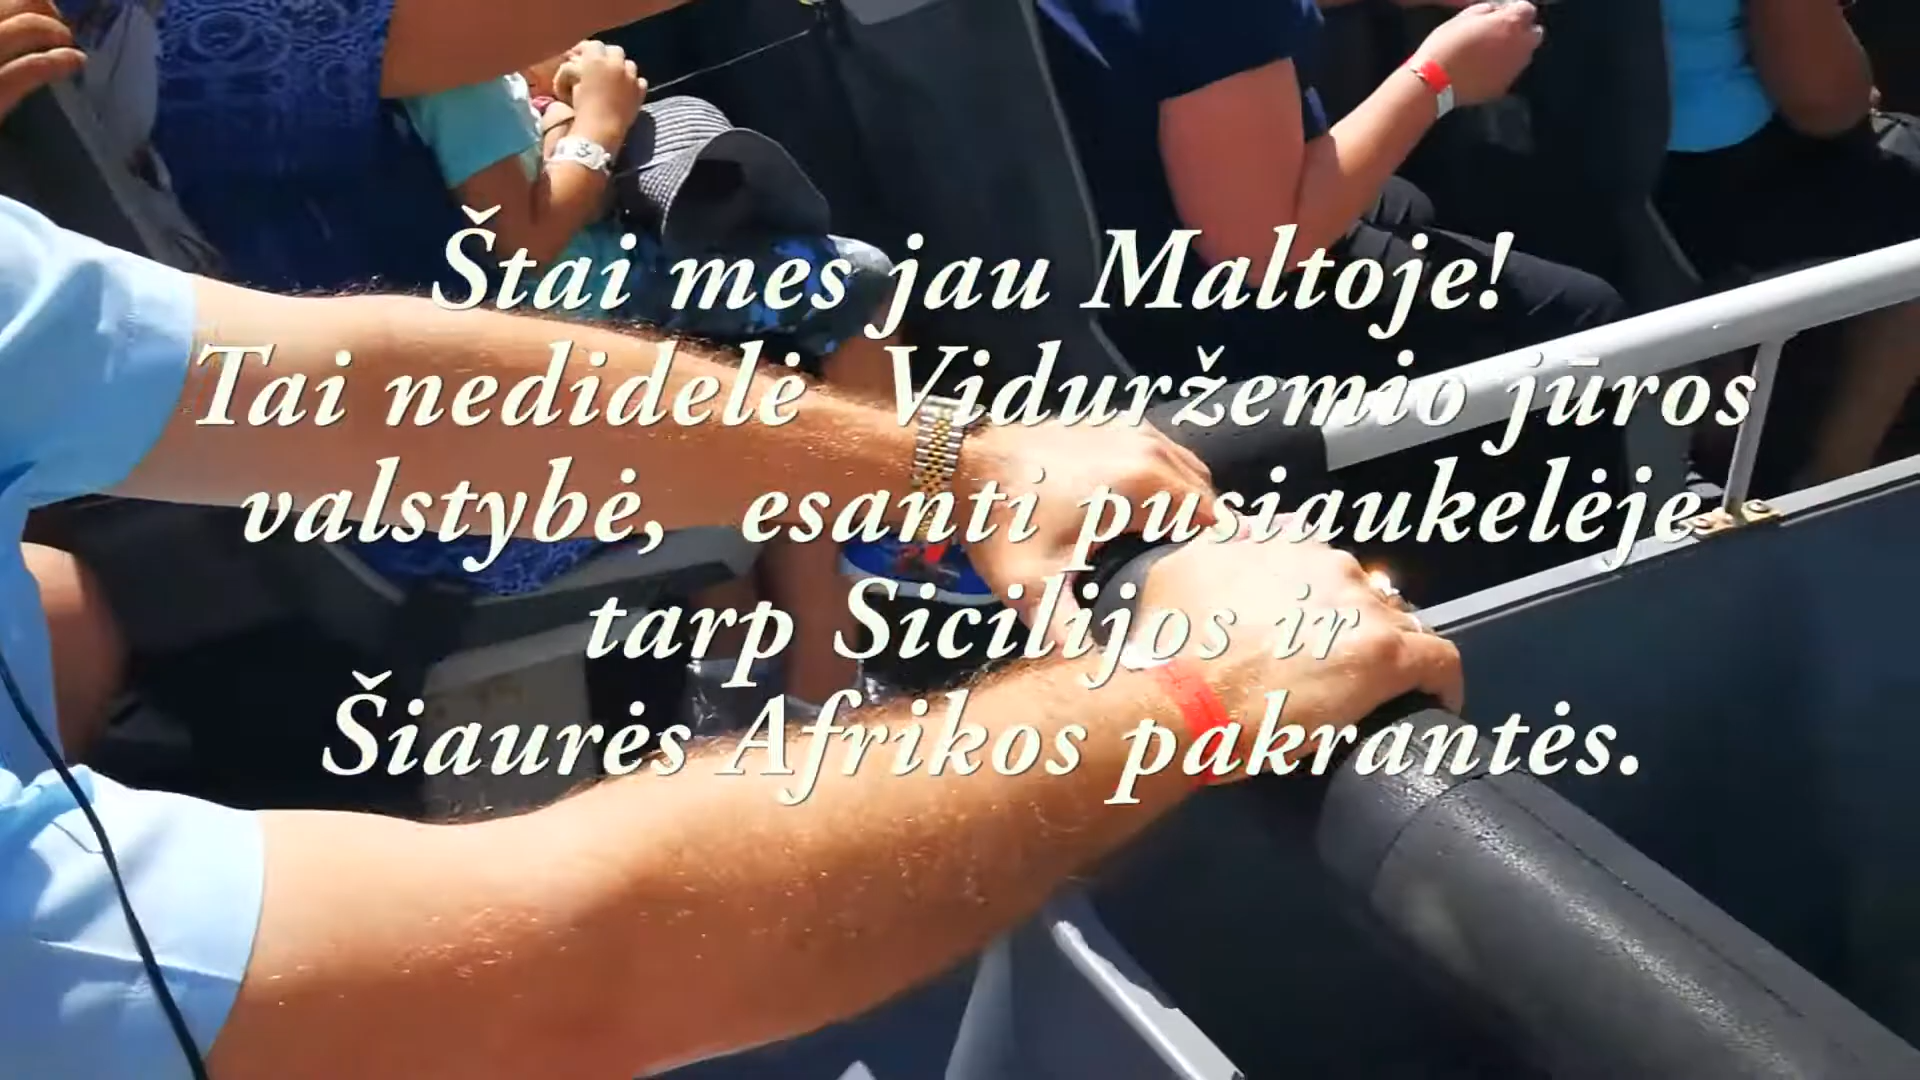 Štai mes jau Maltoje!
Tai nedidelė Viduržemio jūros
valstybė, esanti pusiaukelėje
tarp Sicilijos ir
Šiaurės Afrikos pakrantės.